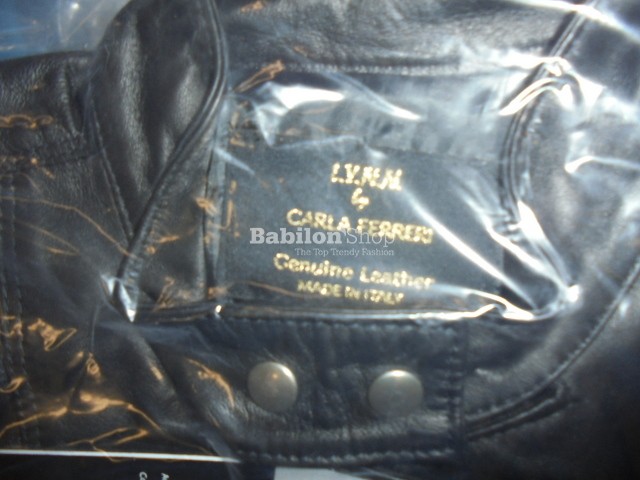 I.Y.N.N.
by
CARLA FERRERI
BabilonShop
The Top Trendy Fashion
Genuine Leather
MADE IN ITALY